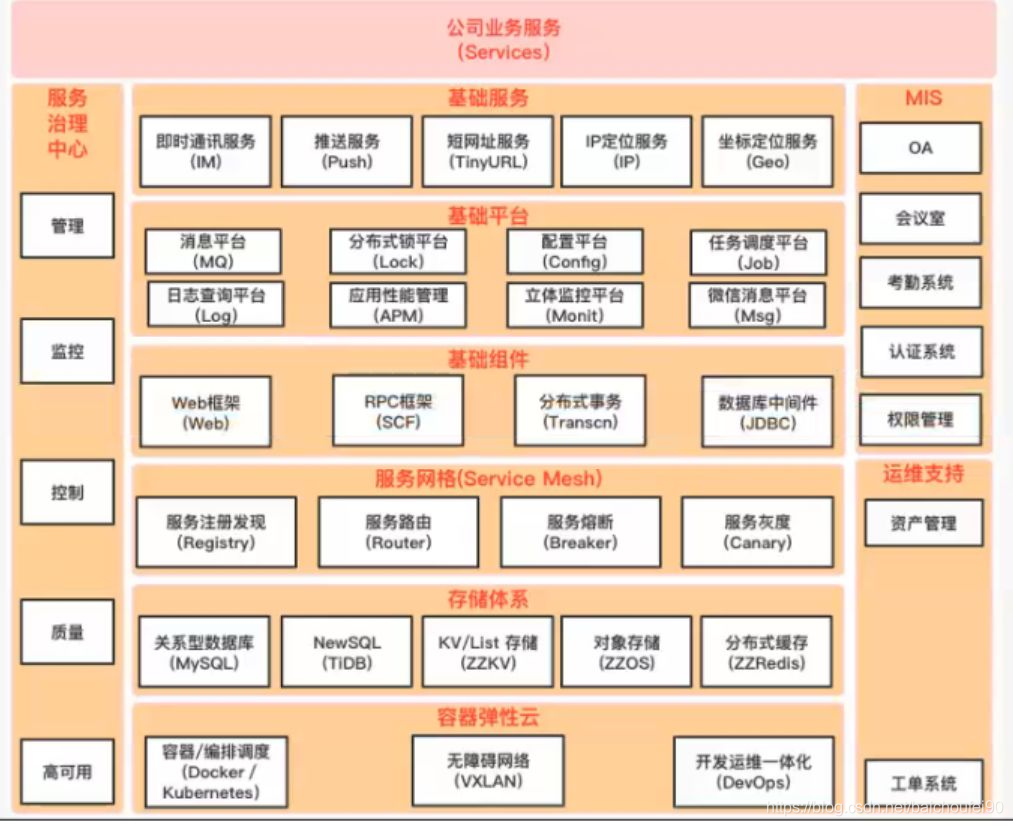 公司业务服务
(Services)
服务
治理
中心
管理
监控
控制
质量
高可用
基础服务
即时通讯服务
(IM)
推送服务
(Push)
短网址服务
(TinyURL)
IP定位服务
(IP)
坐标定位服务
(Geo)
基础平台
消息平台
(MQ)
分布式锁平台
(Lock)
配置平台
(Config)
任务调度平台
(Job)
日志查询平台
(Log)
应用性能管理
(APM)
立体监控平台
(Monit)
微信消息平台
(Msg)
基础组件
Web框架
(Web)
RPC框架
(SCF)
分布式事务
(Transcn)
数据库中间件
(JDBC)
服务网格(Service Mesh)
服务注册发现
(Registry)
服务路由
(Router)
服务熔断
(Breaker)
服务灰度
(Canary)
存储体系
关系型数据库
(MySQL)
NewSQL
(TiDB)
KV/List 存储
(ZZKV)
对象存储
(ZZOS)
分布式缓存
(ZZRedis)
容器弹性云
容器/编排调度
(Docker /
Kubernetes)
无障碍网络
(VXLAN)
开发运维一体化
(DevOps)
MIS
OA
会议室
考勤系统
认证系统
权限管理
运维支持
资产管理
工单系统